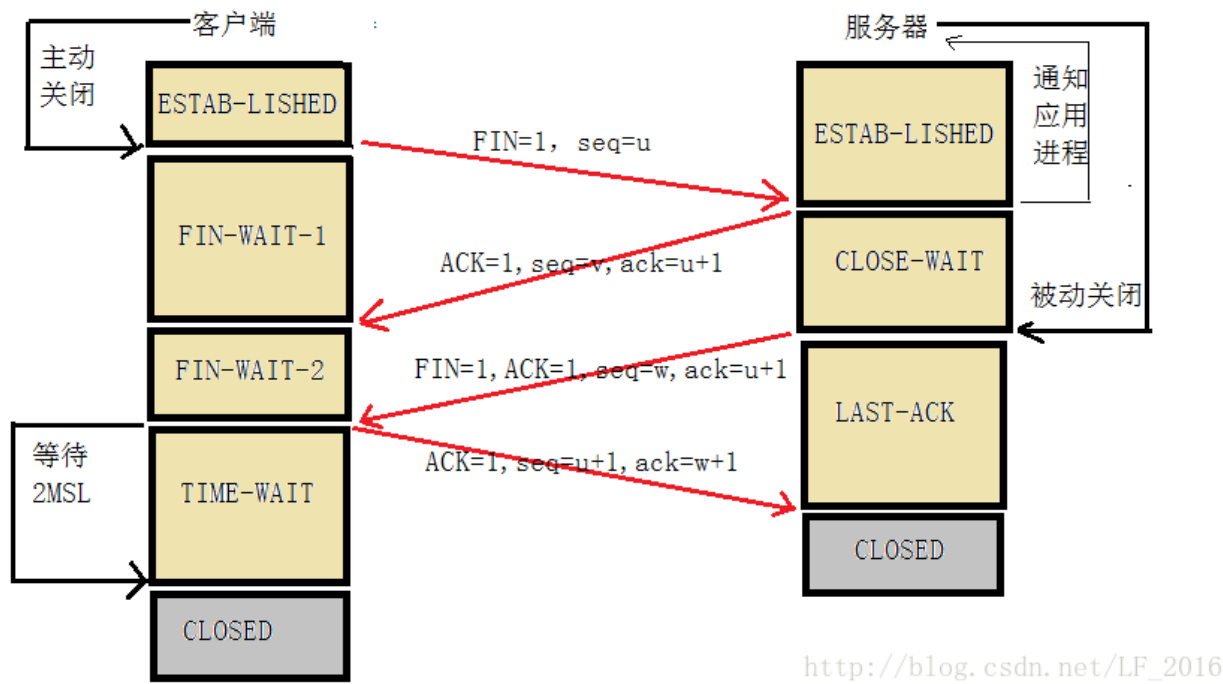 客户端
服务器
主动
关闭
通知
应用
进程
ESTAB-LISHED
ESTAB-LISHED
FIN=1, seq=u
FIN-WAIT-1
CLOSE-WAIT
ACK=1,seq=v,ack=u+1
被动关闭
FIN-WAIT-2
FIN=1,ACK=1,seq=w,ack=u+1
LAST-ACK
等待
2MSL
ACK=1,seq=u+1,ack=w+1
TIME-WAIT
CLOSED
CLOSED
http://blog.csdn.net/LF_2016